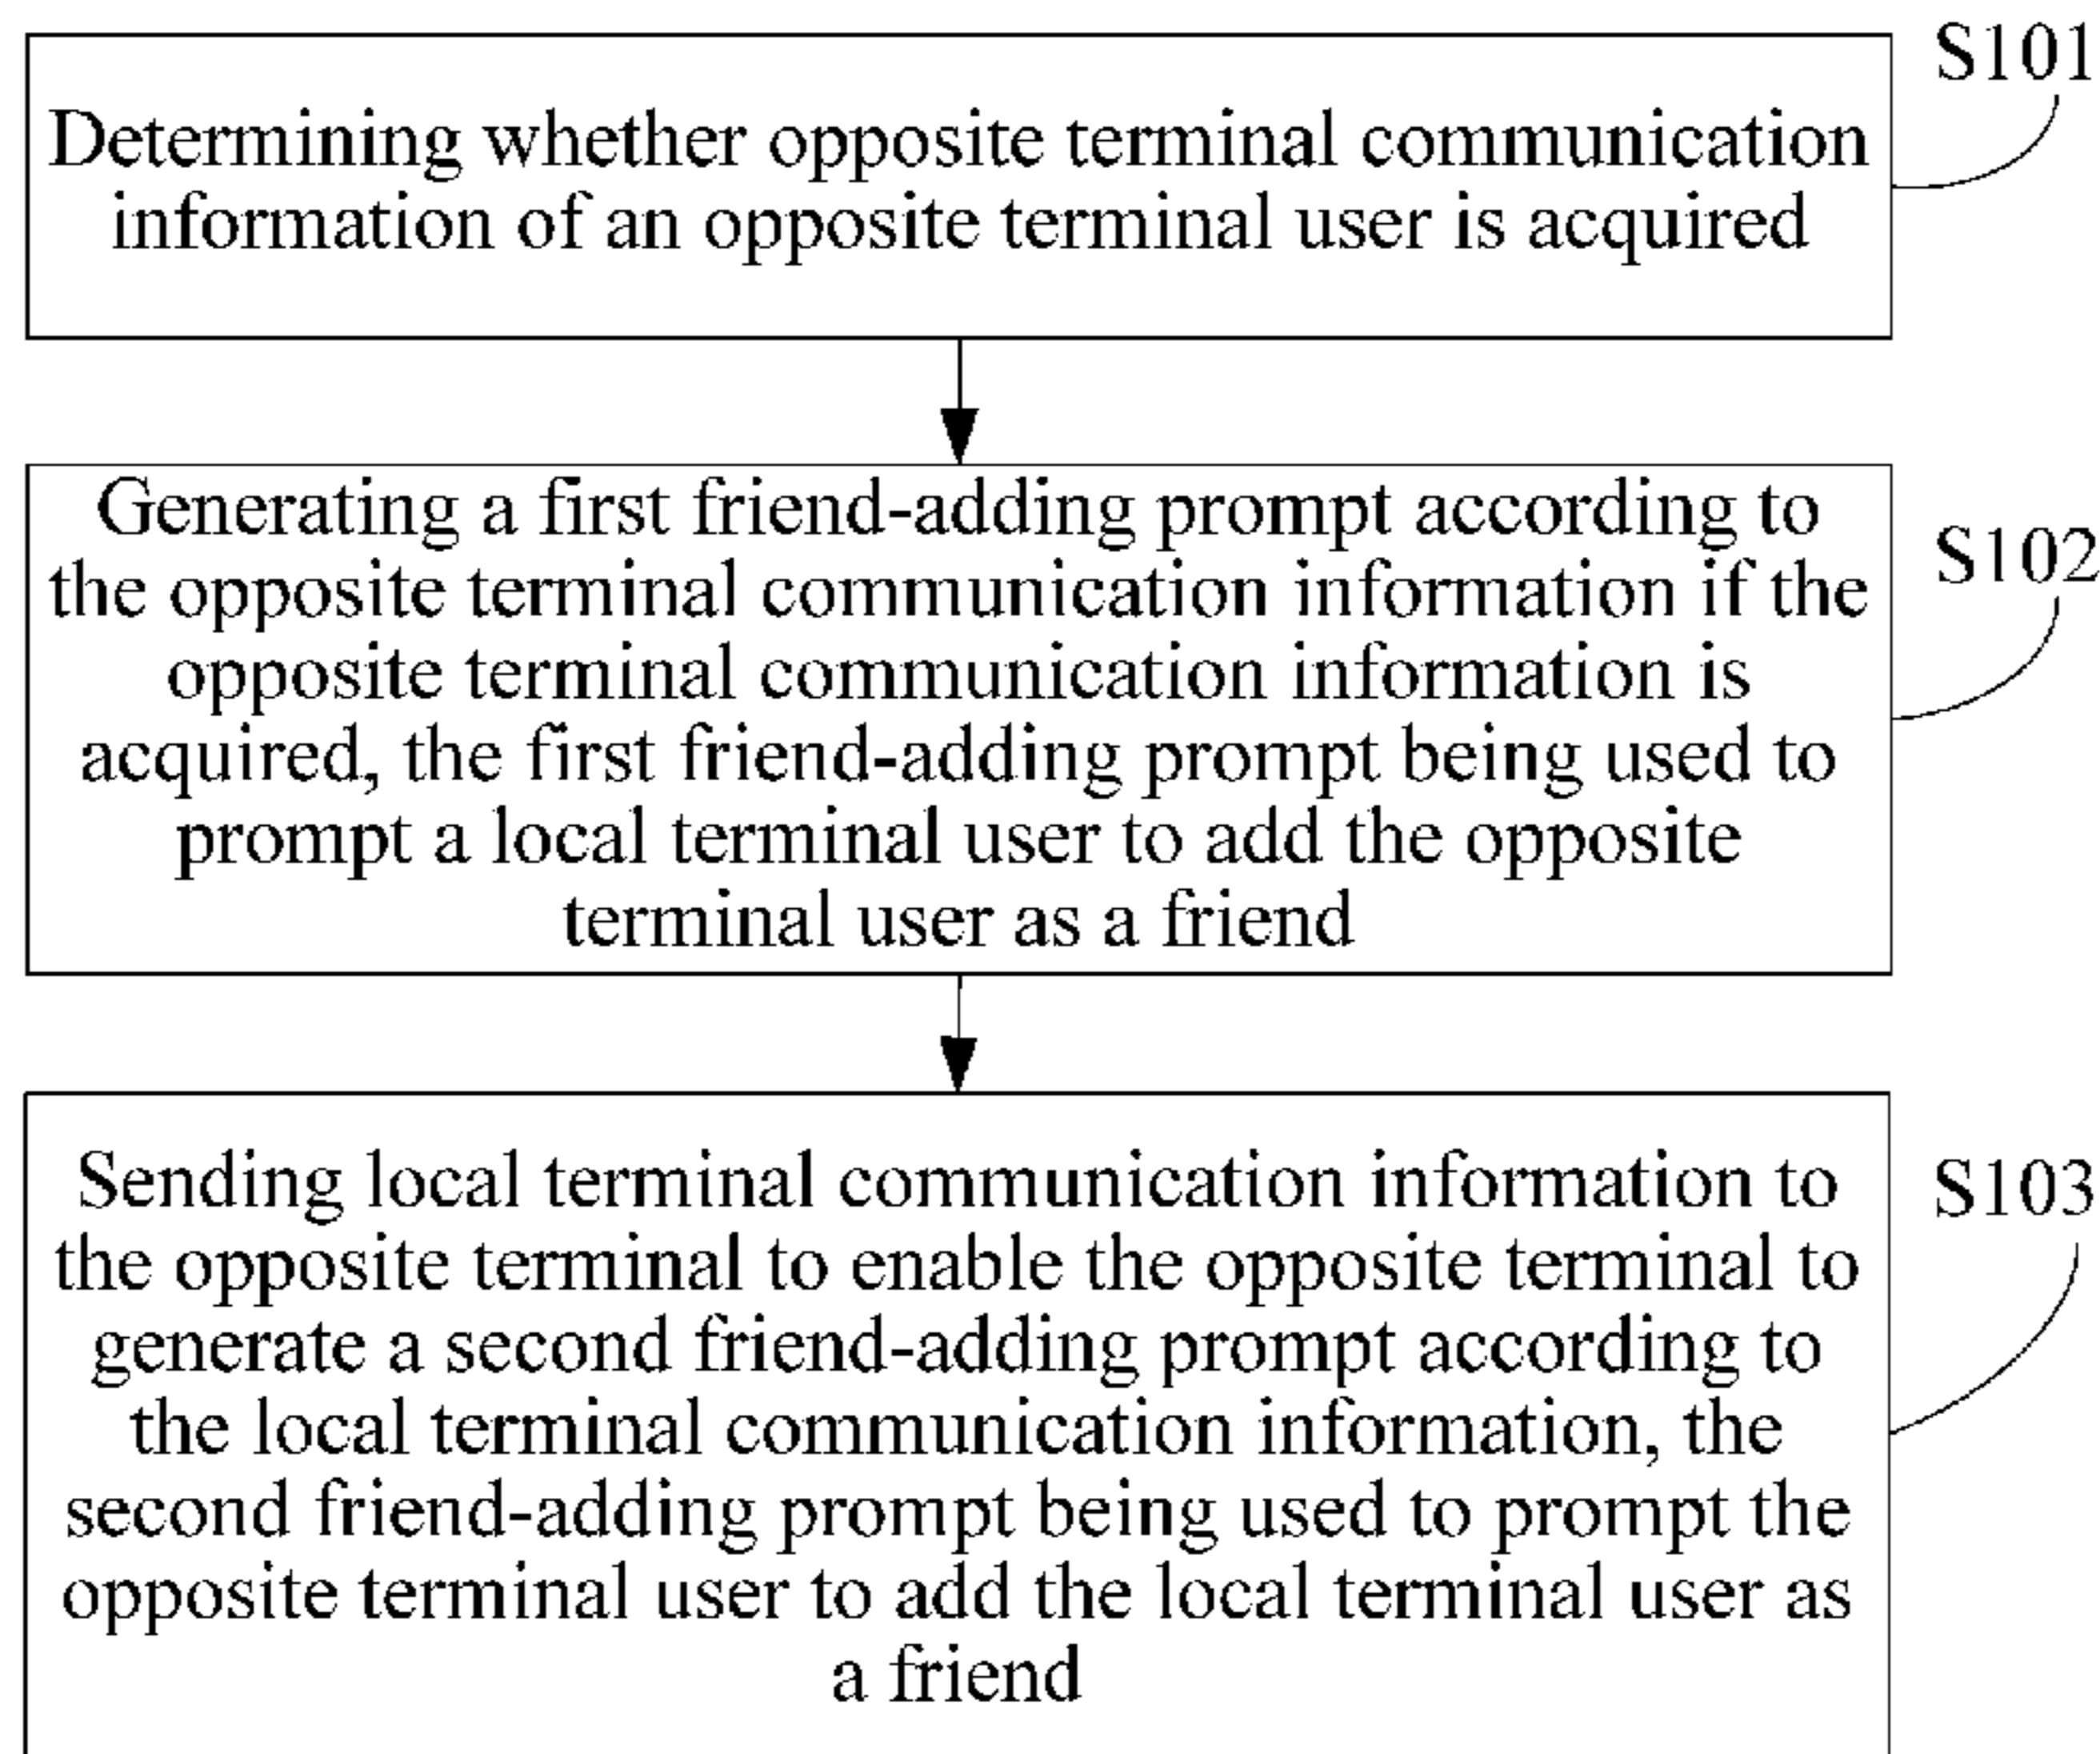 S101
Determining whether opposite terminal communication
information of an opposite terminal user is acquired
Generating a first friend-adding prompt according to
the opposite terminal communication information if the
opposite terminal communication information is
acquired, the first friend-adding prompt being used to
prompt a local terminal user to add the opposite
terminal user as a friend
S102
Sending local terminal communication information to
the opposite terminal to enable the opposite terminal to
generate a second friend-adding prompt according to
the local terminal communication information, the
second friend-adding prompt being used to prompt the
opposite terminal user to add the local terminal user as
a friend
S103